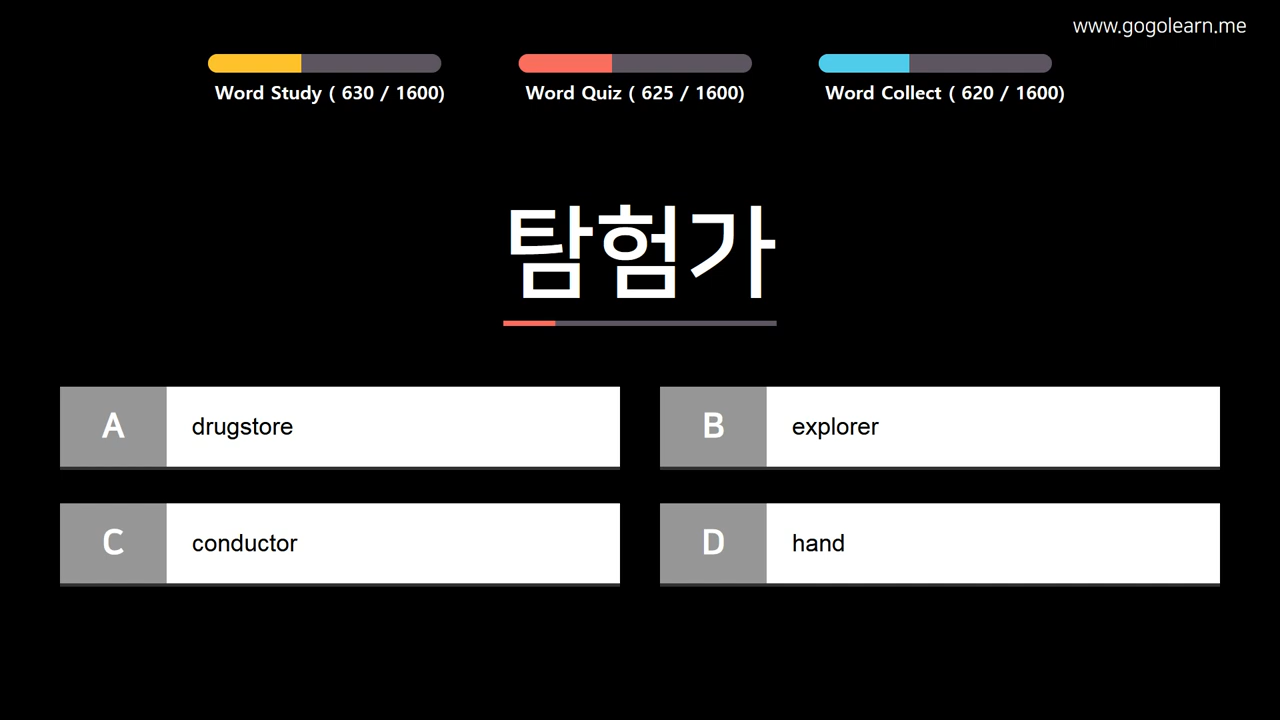 www.gogolearn.me
Word Study ( 630 / 1600)
Word Quiz ( 625 / 1600)
Word Collect ( 620 / 1600)
탐험가
A drugstore
B explorer
C conductor
D hand